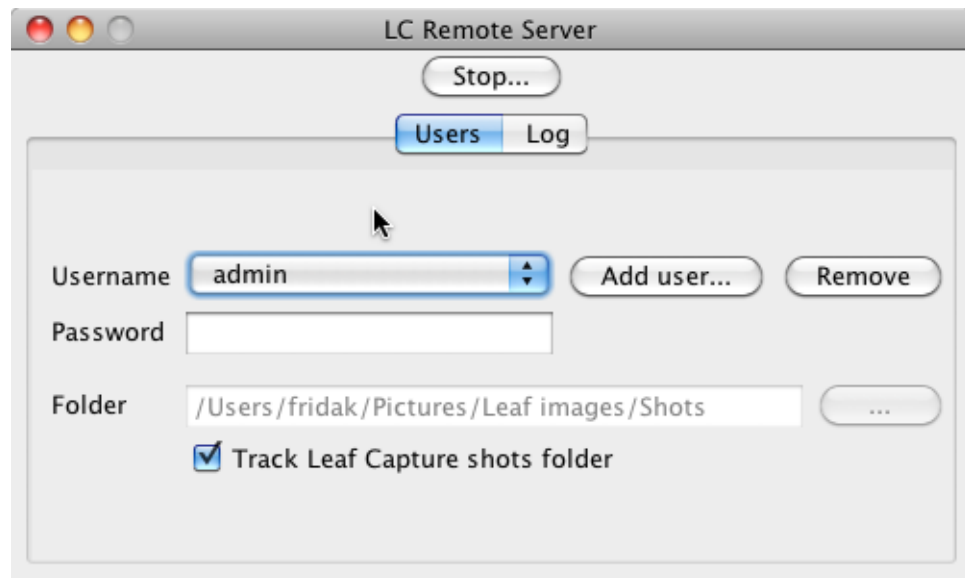 LC Remote Server
Stop...
Users Log
Username admin Add user... Remove
Password
Folder /Users/fridak/Pictures/Leaf images/Shots ...
Track Leaf Capture shots folder